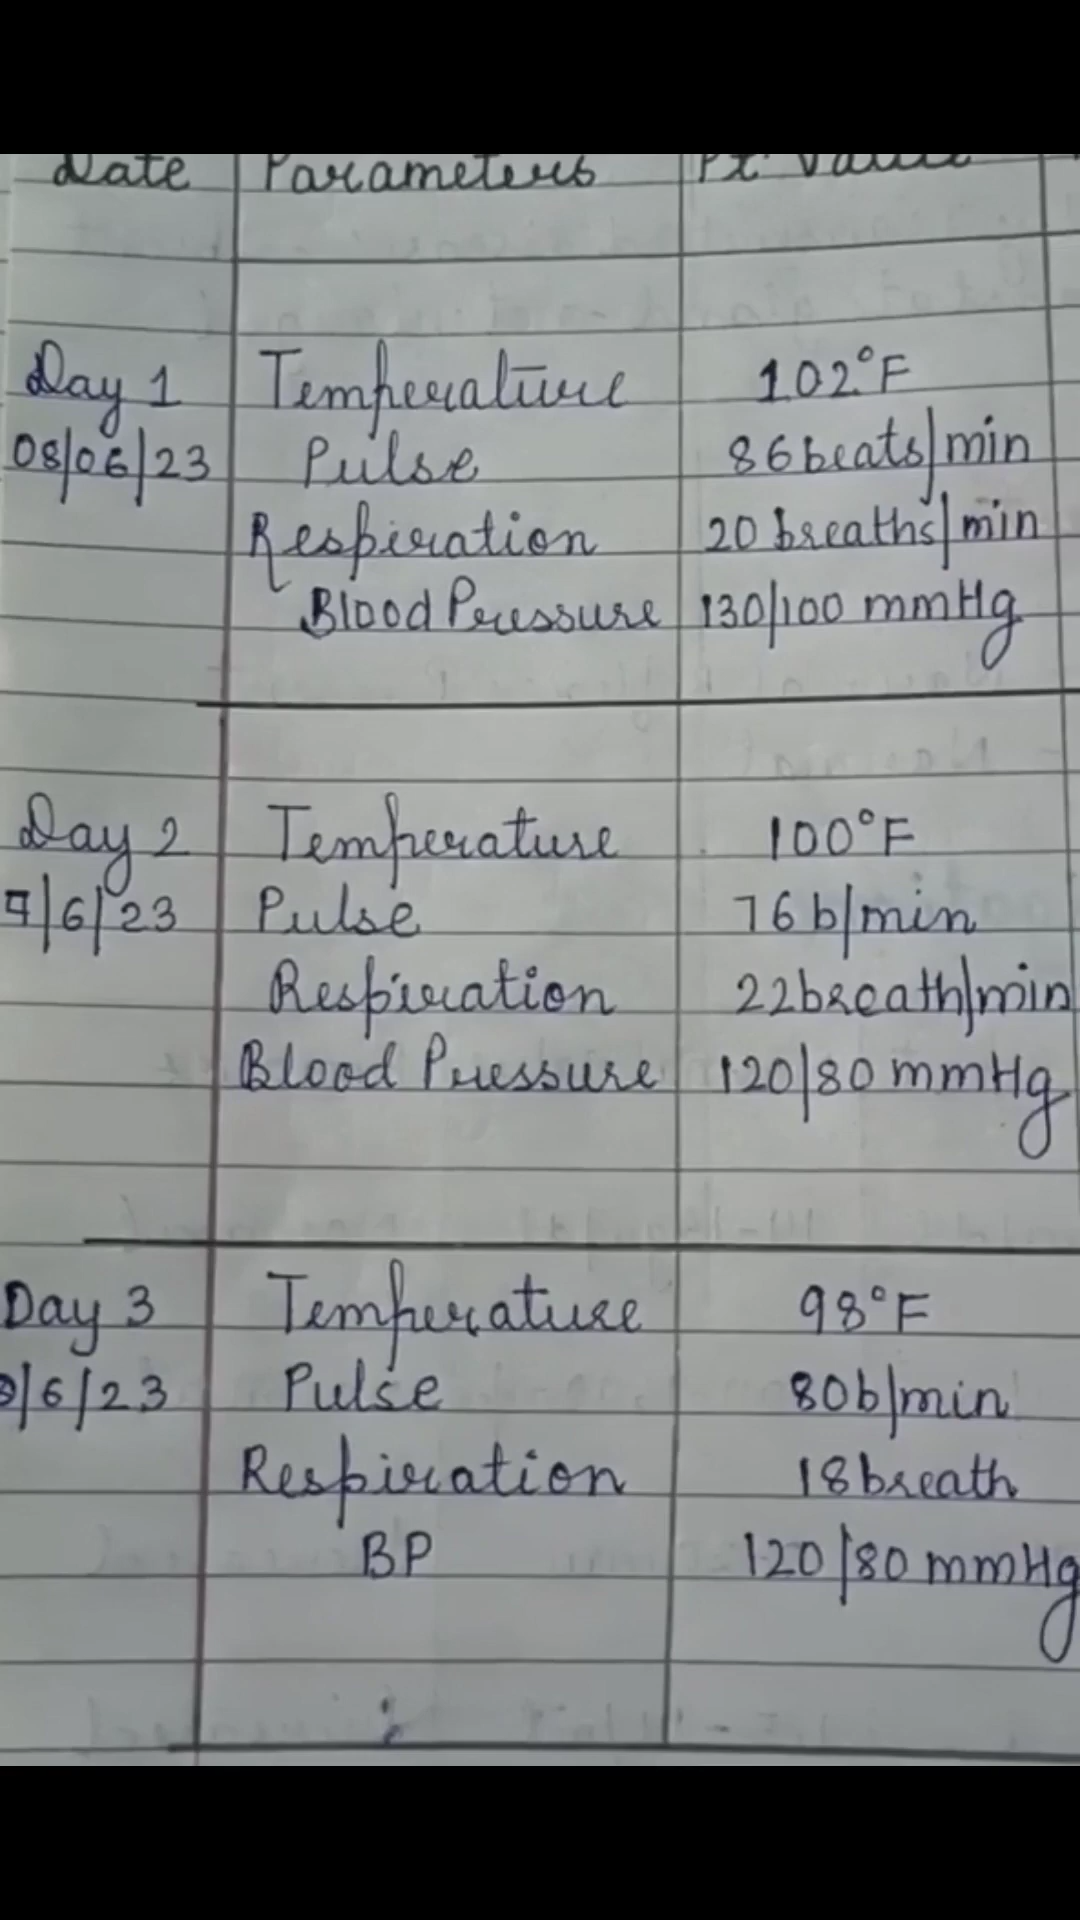 Date Parameters Pt. Value
Day 1 Temperature 102°F
08/06/23 Pulse 86 beats/min
Respiration 20 breaths/min
Blood Pressure 130/100 mmHg
Day 2 Temperature 100°F
/6/23 Pulse 76 b/min
Respiration 22 breath/min
Blood Pressure 120/80 mmHg
Day 3 Temperature 98°F
/6/23 Pulse 80 b/min
Respiration 18 breath
BP 120/80 mmHg